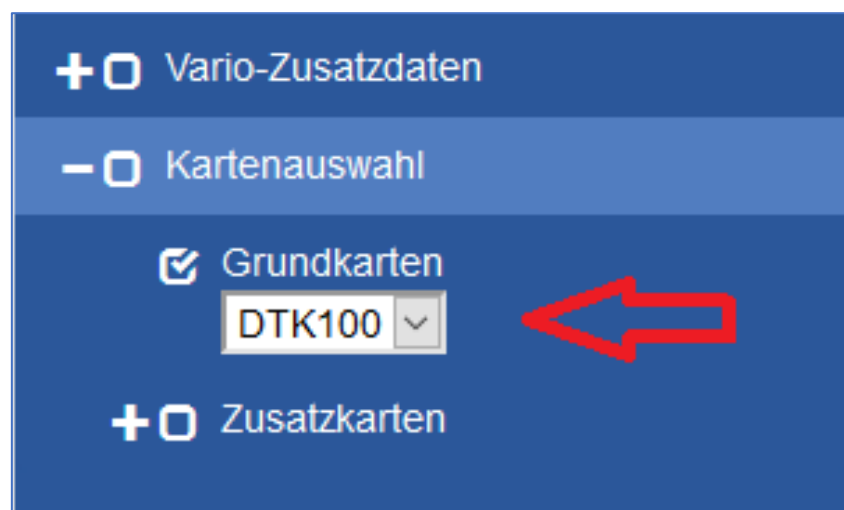 Vario-Zusatzdaten
Kartenauswahl
Grundkarten
DTK100
Zusatzkarten